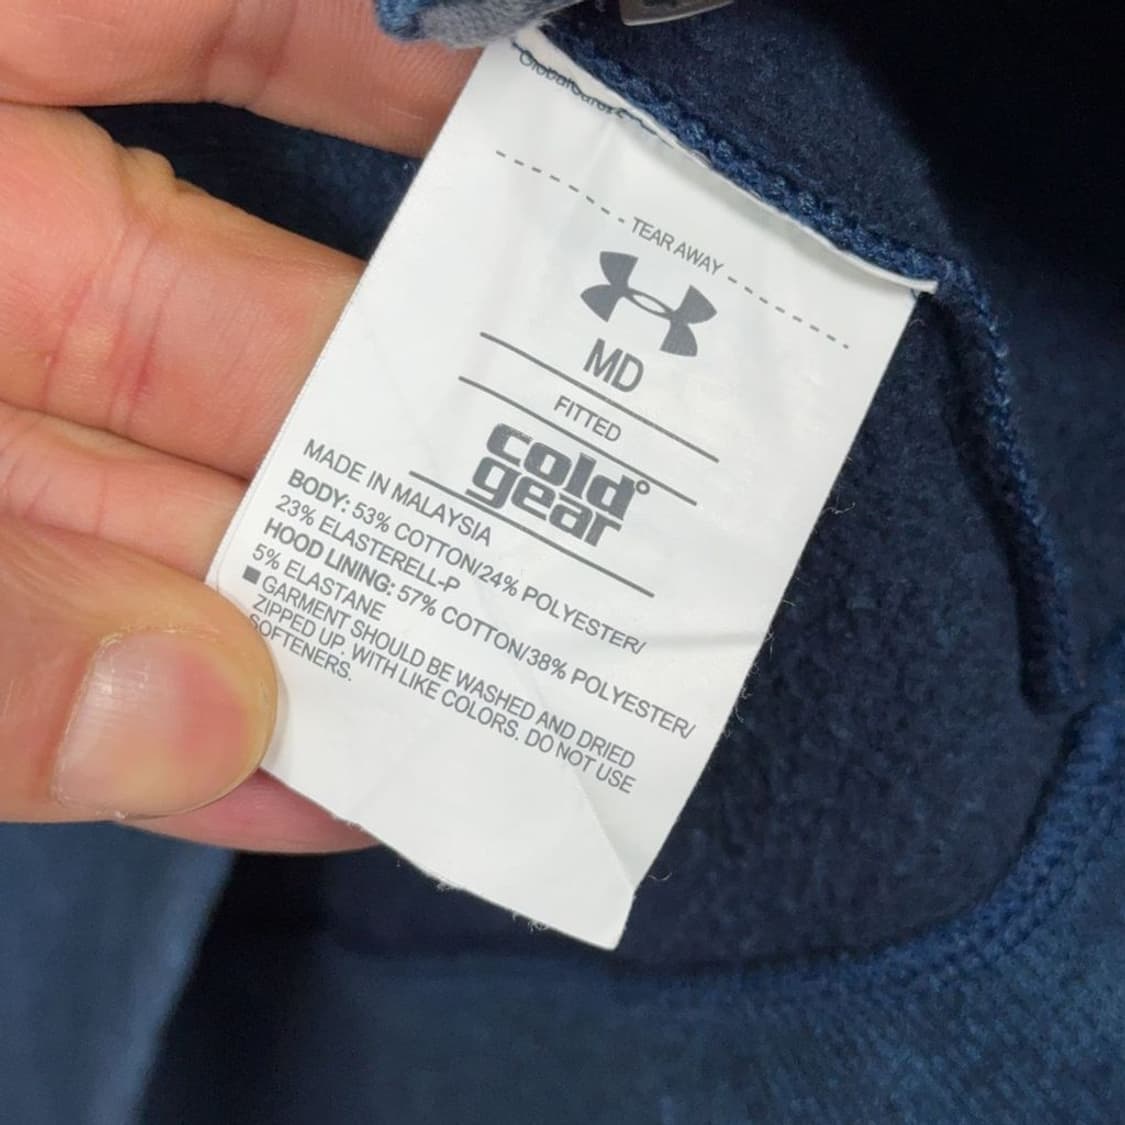 TEAR AWAY
MD
FITTED
cold°
gear
MADE IN MALAYSIA
BODY: 53% COTTON/24% POLYESTER/
23% ELASTERELL-P
HOOD LINING: 57% COTTON/38% POLYESTER/
5% ELASTANE
■ GARMENT SHOULD BE WASHED AND DRIED
ZIPPED UP. WITH LIKE COLORS. DO NOT USE
SOFTENERS.